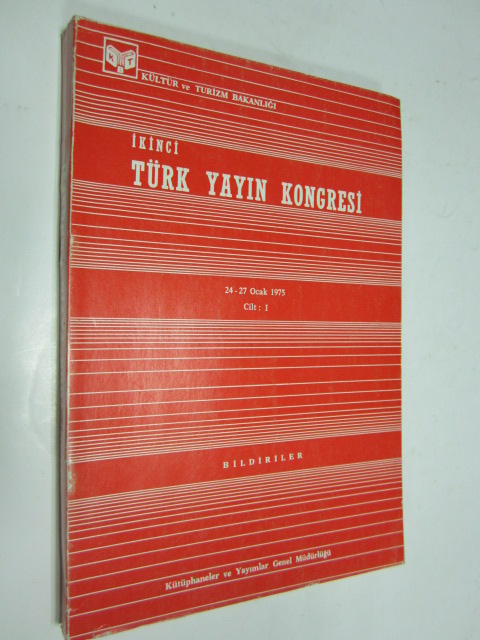 K T
B
KÜLTÜR ve TURİZM BAKANLIĞI
İKİNCİ
TÜRK YAYIN KONGRESİ
24-27 Ocak 1975
Cilt : I
BİLDİRİLER
Kütüphaneler ve Yayımlar Genel Müdürlüğü